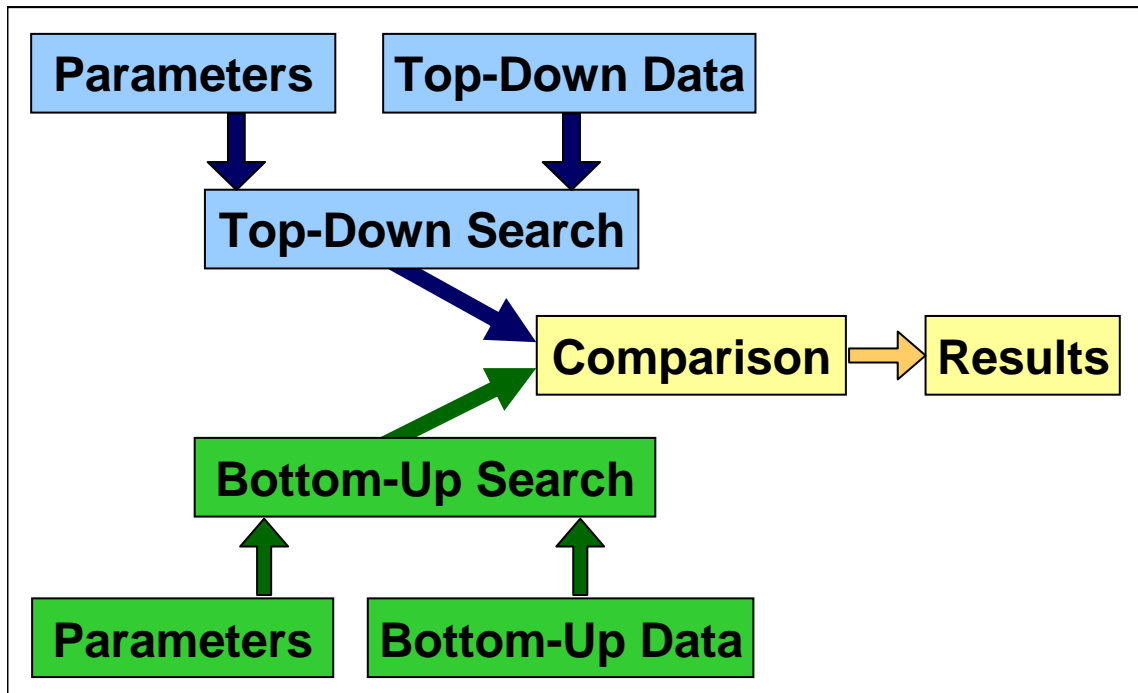 Parameters
Top-Down Data
Top-Down Search
Comparison
Results
Bottom-Up Search
Parameters
Bottom-Up Data